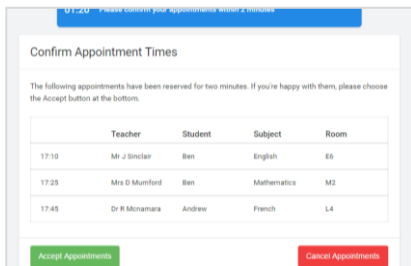 01:20 Please confirm your appointments within 2 minutes
Confirm Appointment Times
The following appointments have been reserved for two minutes. If you're happy with them, please choose
the Accept button at the bottom.
Teacher Student Subject Room
17:10 Mr J Sinclair Ben English E6
17:25 Mrs D Mumford Ben Mathematics M2
17:45 Dr R Mcnamara Andrew French L4
Accept Appointments Cancel Appointments